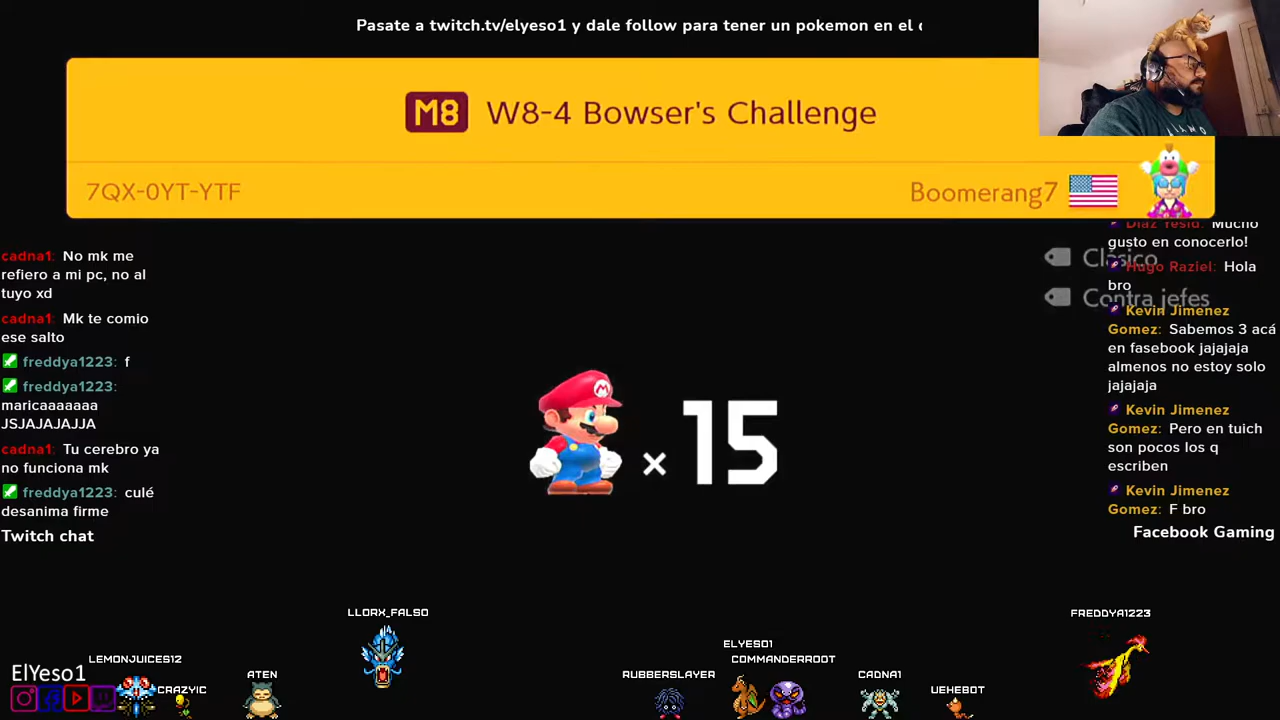 Pasate a twitch.tv/elyeso1 y dale follow para tener un pokemon en el
M8 W8-4 Bowser's Challenge
7QX-0YT-YTF
Boomerang7
Clásico
Contra jefes
× 15
cadna1: No mk me
refiero a mi pc, no al
tuyo xd
cadna1: Mk te comio
ese salto
freddya1223: f
freddya1223:
maricaaaaaaa
JSJAJAJAJJA
cadna1: Tu cerebro ya
no funciona mk
freddya1223: culé
desanima firme
Twitch chat
Diaz Yesid: Mucho
gusto en conocerlo!
Hugo Raziel: Hola
bro
Kevin Jimenez
Gomez: Sabemos 3 acá
en fasebook jajajaja
almenos no estoy solo
jajajaja
Kevin Jimenez
Gomez: Pero en tuich
son pocos los q
escriben
Kevin Jimenez
Gomez: F bro
Facebook Gaming
LLORX_FALSO
FREDDYA1223
ELYESO1
LEMONJUICES12
COMMANDERROOT
ElYeso1
ATEN
RUBBERSLAYER
CADNA1
CRAZYIC
UEHEBOT